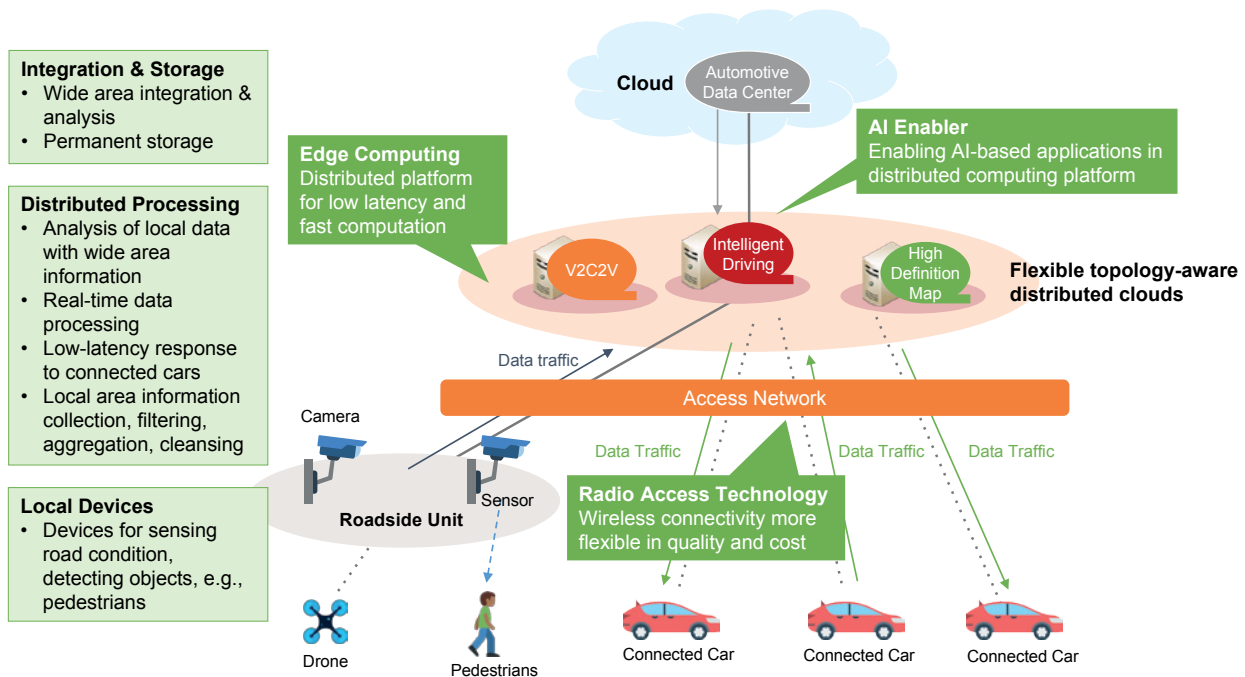 Integration & Storage
• Wide area integration &
analysis
• Permanent storage
Distributed Processing
• Analysis of local data
with wide area
information
• Real-time data
processing
• Low-latency response
to connected cars
• Local area information
collection, filtering,
aggregation, cleansing
Local Devices
• Devices for sensing
road condition,
detecting objects, e.g.,
pedestrians
Cloud
Automotive
Data Center
Edge Computing
Distributed platform
for low latency and
fast computation
AI Enabler
Enabling AI-based applications in
distributed computing platform
V2C2V
Intelligent
Driving
High
Definition
Map
Flexible topology-aware
distributed clouds
Data traffic
Access Network
Camera
Sensor
Roadside Unit
Data Traffic
Data Traffic
Data Traffic
Radio Access Technology
Wireless connectivity more
flexible in quality and cost
Drone
Pedestrians
Connected Car
Connected Car
Connected Car